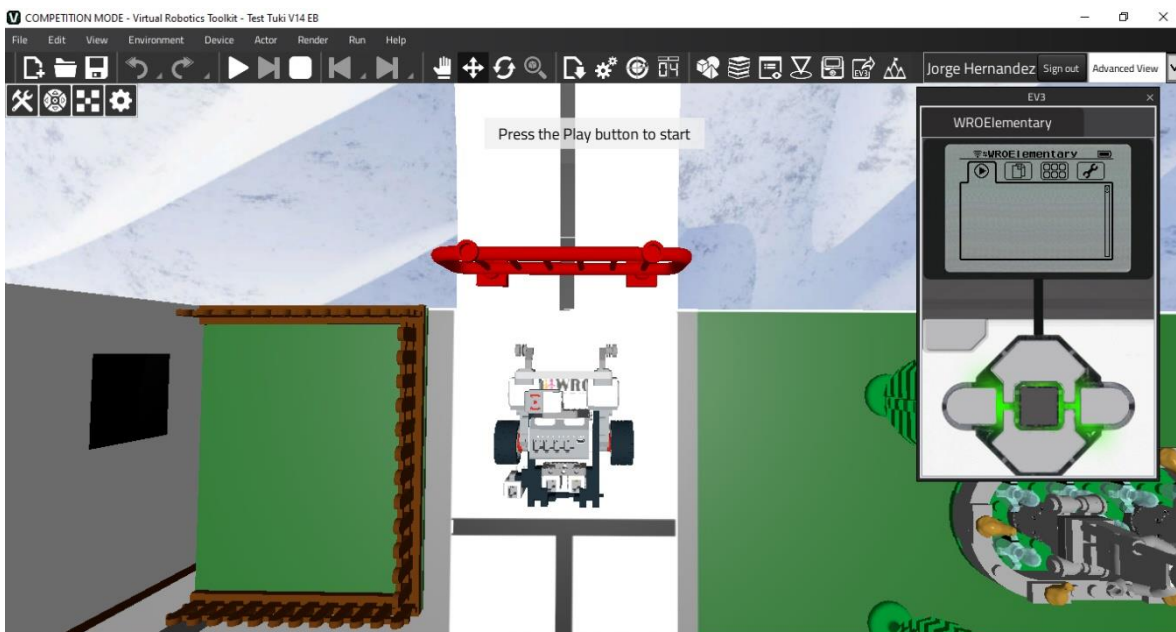 COMPETITION MODE - Virtual Robotics Toolkit - Test Tuki V14 EB
File Edit View Environment Device Actor Render Run Help
Jorge Hernandez Sign out Advanced View
EV3
WROElementary
WROElementary
Press the Play button to start
WRO